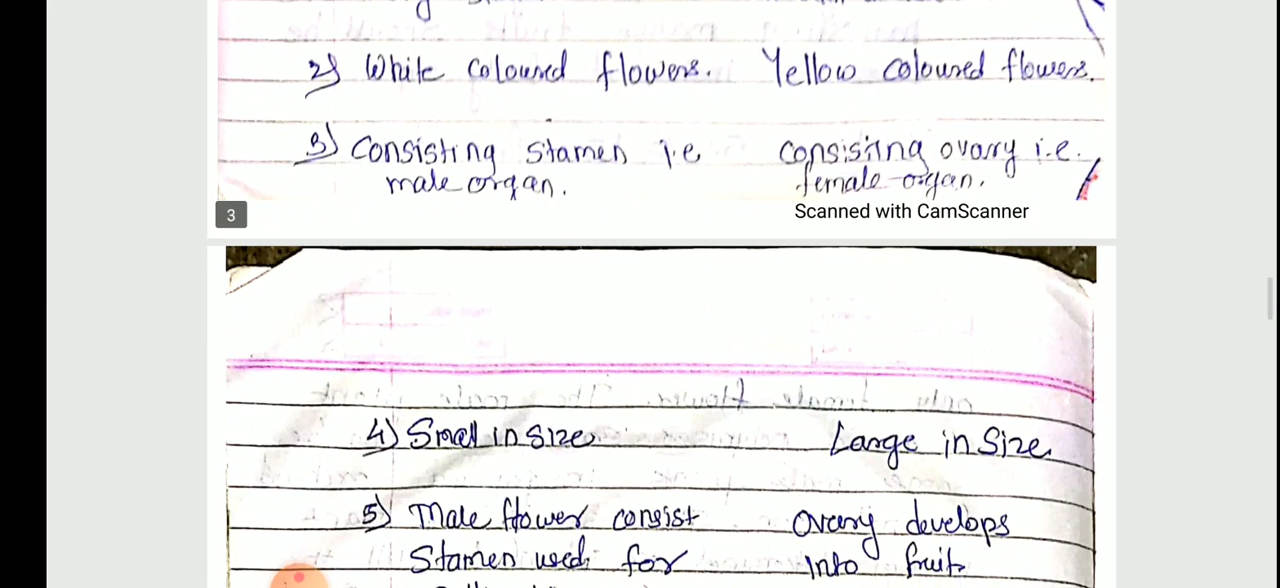 2) White coloured flowers. Yellow coloured flowers.
3) Consisting Stamen i.e consisting ovary i.e.
male organ. female organ.
3
Scanned with CamScanner
4) Small in size Large in Size
5) Male flower consist Ovary develops
Stamen used for into fruit